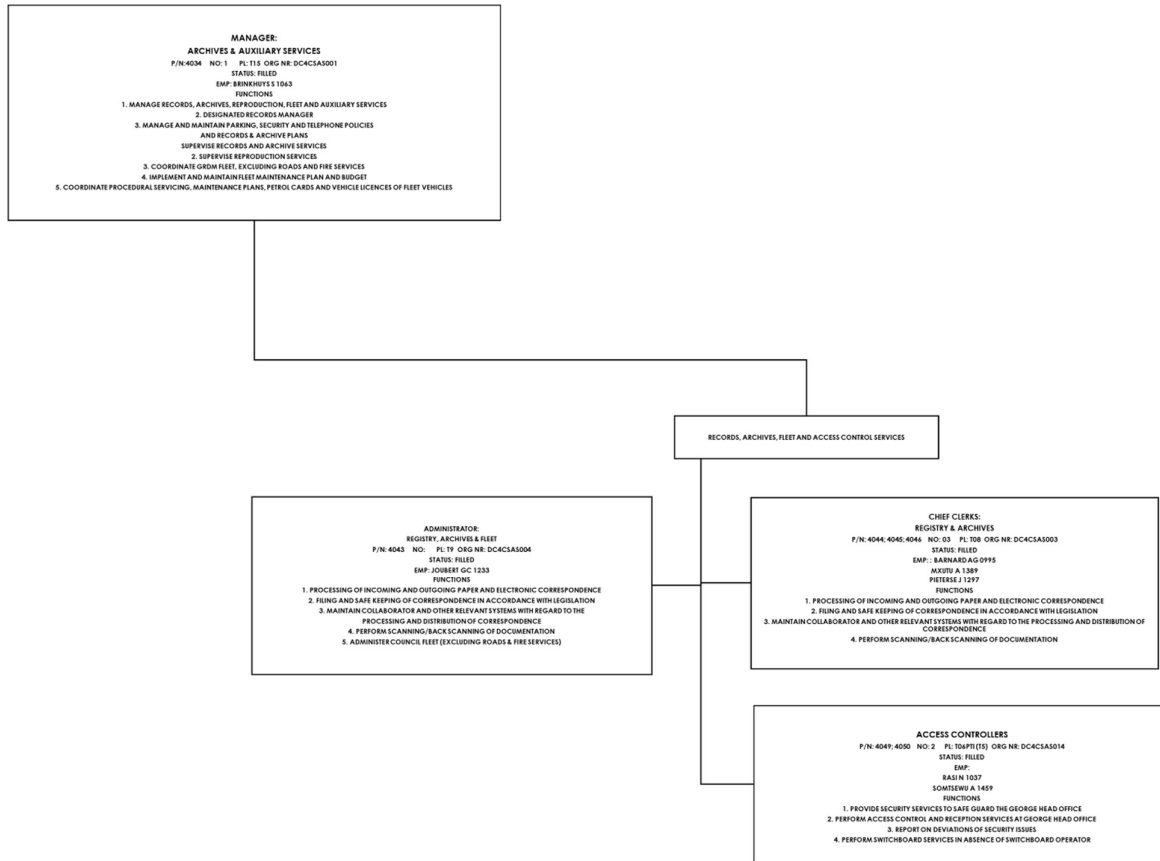 MANAGER:
ARCHIVES & AUXILIARY SERVICES
P/N:4034 NO: 1 PL: T15 ORG NR: DC4CSAS001
STATUS: FILLED
EMP: BRINKHUYS S 1063
FUNCTIONS
1. MANAGE RECORDS, ARCHIVES, REPRODUCTION, FLEET AND AUXILIARY SERVICES
2. DESIGNATED RECORDS MANAGER
3. MANAGE AND MAINTAIN PARKING, SECURITY AND TELEPHONE POLICIES
AND RECORDS & ARCHIVE PLANS
SUPERVISE RECORDS AND ARCHIVE SERVICES
2. SUPERVISE REPRODUCTION SERVICES
3. COORDINATE GRDM FLEET, EXCLUDING ROADS AND FIRE SERVICES
4. IMPLEMENT AND MAINTAIN FLEET MAINTENANCE PLAN AND BUDGET
5. COORDINATE PROCEDURAL SERVICING, MAINTENANCE PLANS, PETROL CARDS AND VEHICLE LICENCES OF FLEET VEHICLES
RECORDS, ARCHIVES, FLEET AND ACCESS CONTROL SERVICES
ADMINISTRATOR:
REGISTRY, ARCHIVES & FLEET
P/N: 4043 NO: PL: T9 ORG NR: DC4CSAS004
STATUS: FILLED
EMP: JOUBERT GC 1233
FUNCTIONS
1. PROCESSING OF INCOMING AND OUTGOING PAPER AND ELECTRONIC CORRESPONDENCE
2. FILING AND SAFE KEEPING OF CORRESPONDENCE IN ACCORDANCE WITH LEGISLATION
3. MAINTAIN COLLABORATOR AND OTHER RELEVANT SYSTEMS WITH REGARD TO THE
PROCESSING AND DISTRIBUTION OF CORRESPONDENCE
4. PERFORM SCANNING/BACK SCANNING OF DOCUMENTATION
5. ADMINISTER COUNCIL FLEET (EXCLUDING ROADS & FIRE SERVICES)
CHIEF CLERKS:
REGISTRY & ARCHIVES
P/N: 4044; 4045; 4046 NO: 03 PL: T08 ORG NR: DC4CSAS003
STATUS: FILLED
EMP: : BARNARD AG 0995
MXUTU A 1389
PIETERSE J 1297
FUNCTIONS
1. PROCESSING OF INCOMING AND OUTGOING PAPER AND ELECTRONIC CORRESPONDENCE
2. FILING AND SAFE KEEPING OF CORRESPONDENCE IN ACCORDANCE WITH LEGISLATION
3. MAINTAIN COLLABORATOR AND OTHER RELEVANT SYSTEMS WITH REGARD TO THE PROCESSING AND DISTRIBUTION OF
CORRESPONDENCE
4. PERFORM SCANNING/BACK SCANNING OF DOCUMENTATION
ACCESS CONTROLLERS
P/N: 4049; 4050 NO: 2 PL: T06PTI (T5) ORG NR: DC4CSAS014
STATUS: FILLED
EMP:
RASI N 1037
SOMTSEWU A 1459
FUNCTIONS
1. PROVIDE SECURITY SERVICES TO SAFE GUARD THE GEORGE HEAD OFFICE
2. PERFORM ACCESS CONTROL AND RECEPTION SERVICES AT GEORGE HEAD OFFICE
3. REPORT ON DEVIATIONS OF SECURITY ISSUES
4. PERFORM SWITCHBOARD SERVICES IN ABSENCE OF SWITCHBOARD OPERATOR